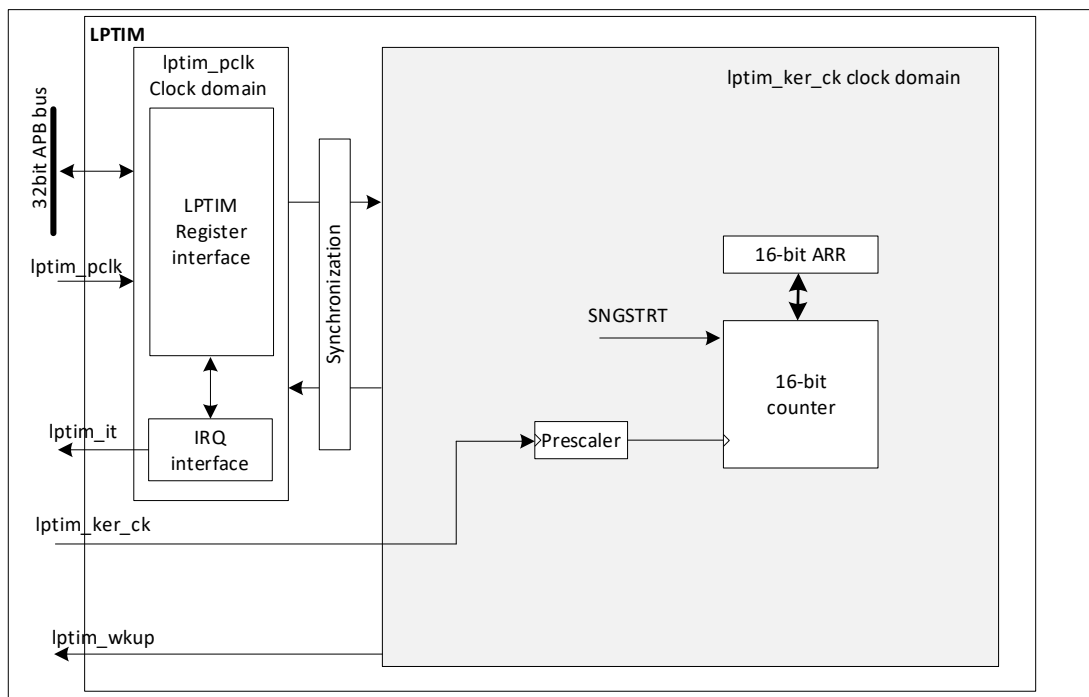 LPTIM
lptim_pclk
Clock domain
lptim_ker_ck clock domain
32bit APB bus
LPTIM
Register
interface
Synchronization
16-bit ARR
lptim_pclk
SNGSTRT
16-bit
counter
lptim_it
IRQ
interface
Prescaler
lptim_ker_ck
lptim_wkup